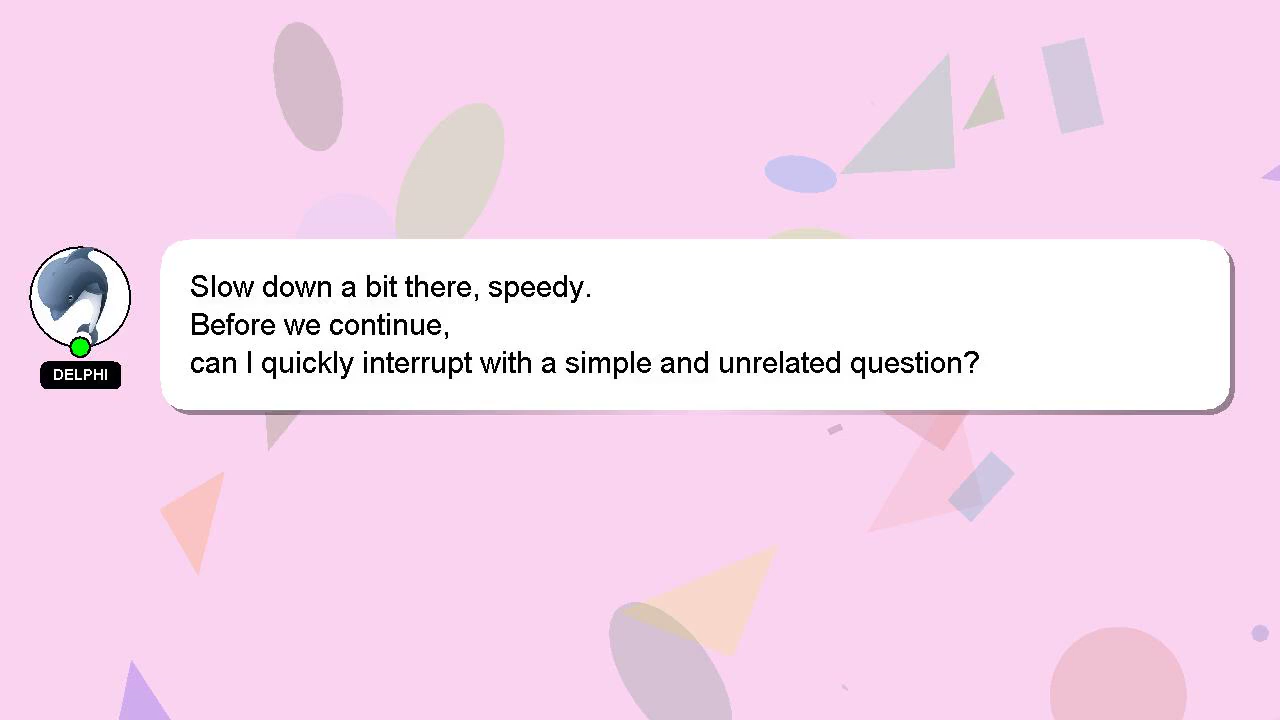 Slow down a bit there, speedy.
Before we continue,
can I quickly interrupt with a simple and unrelated question?
DELPHI